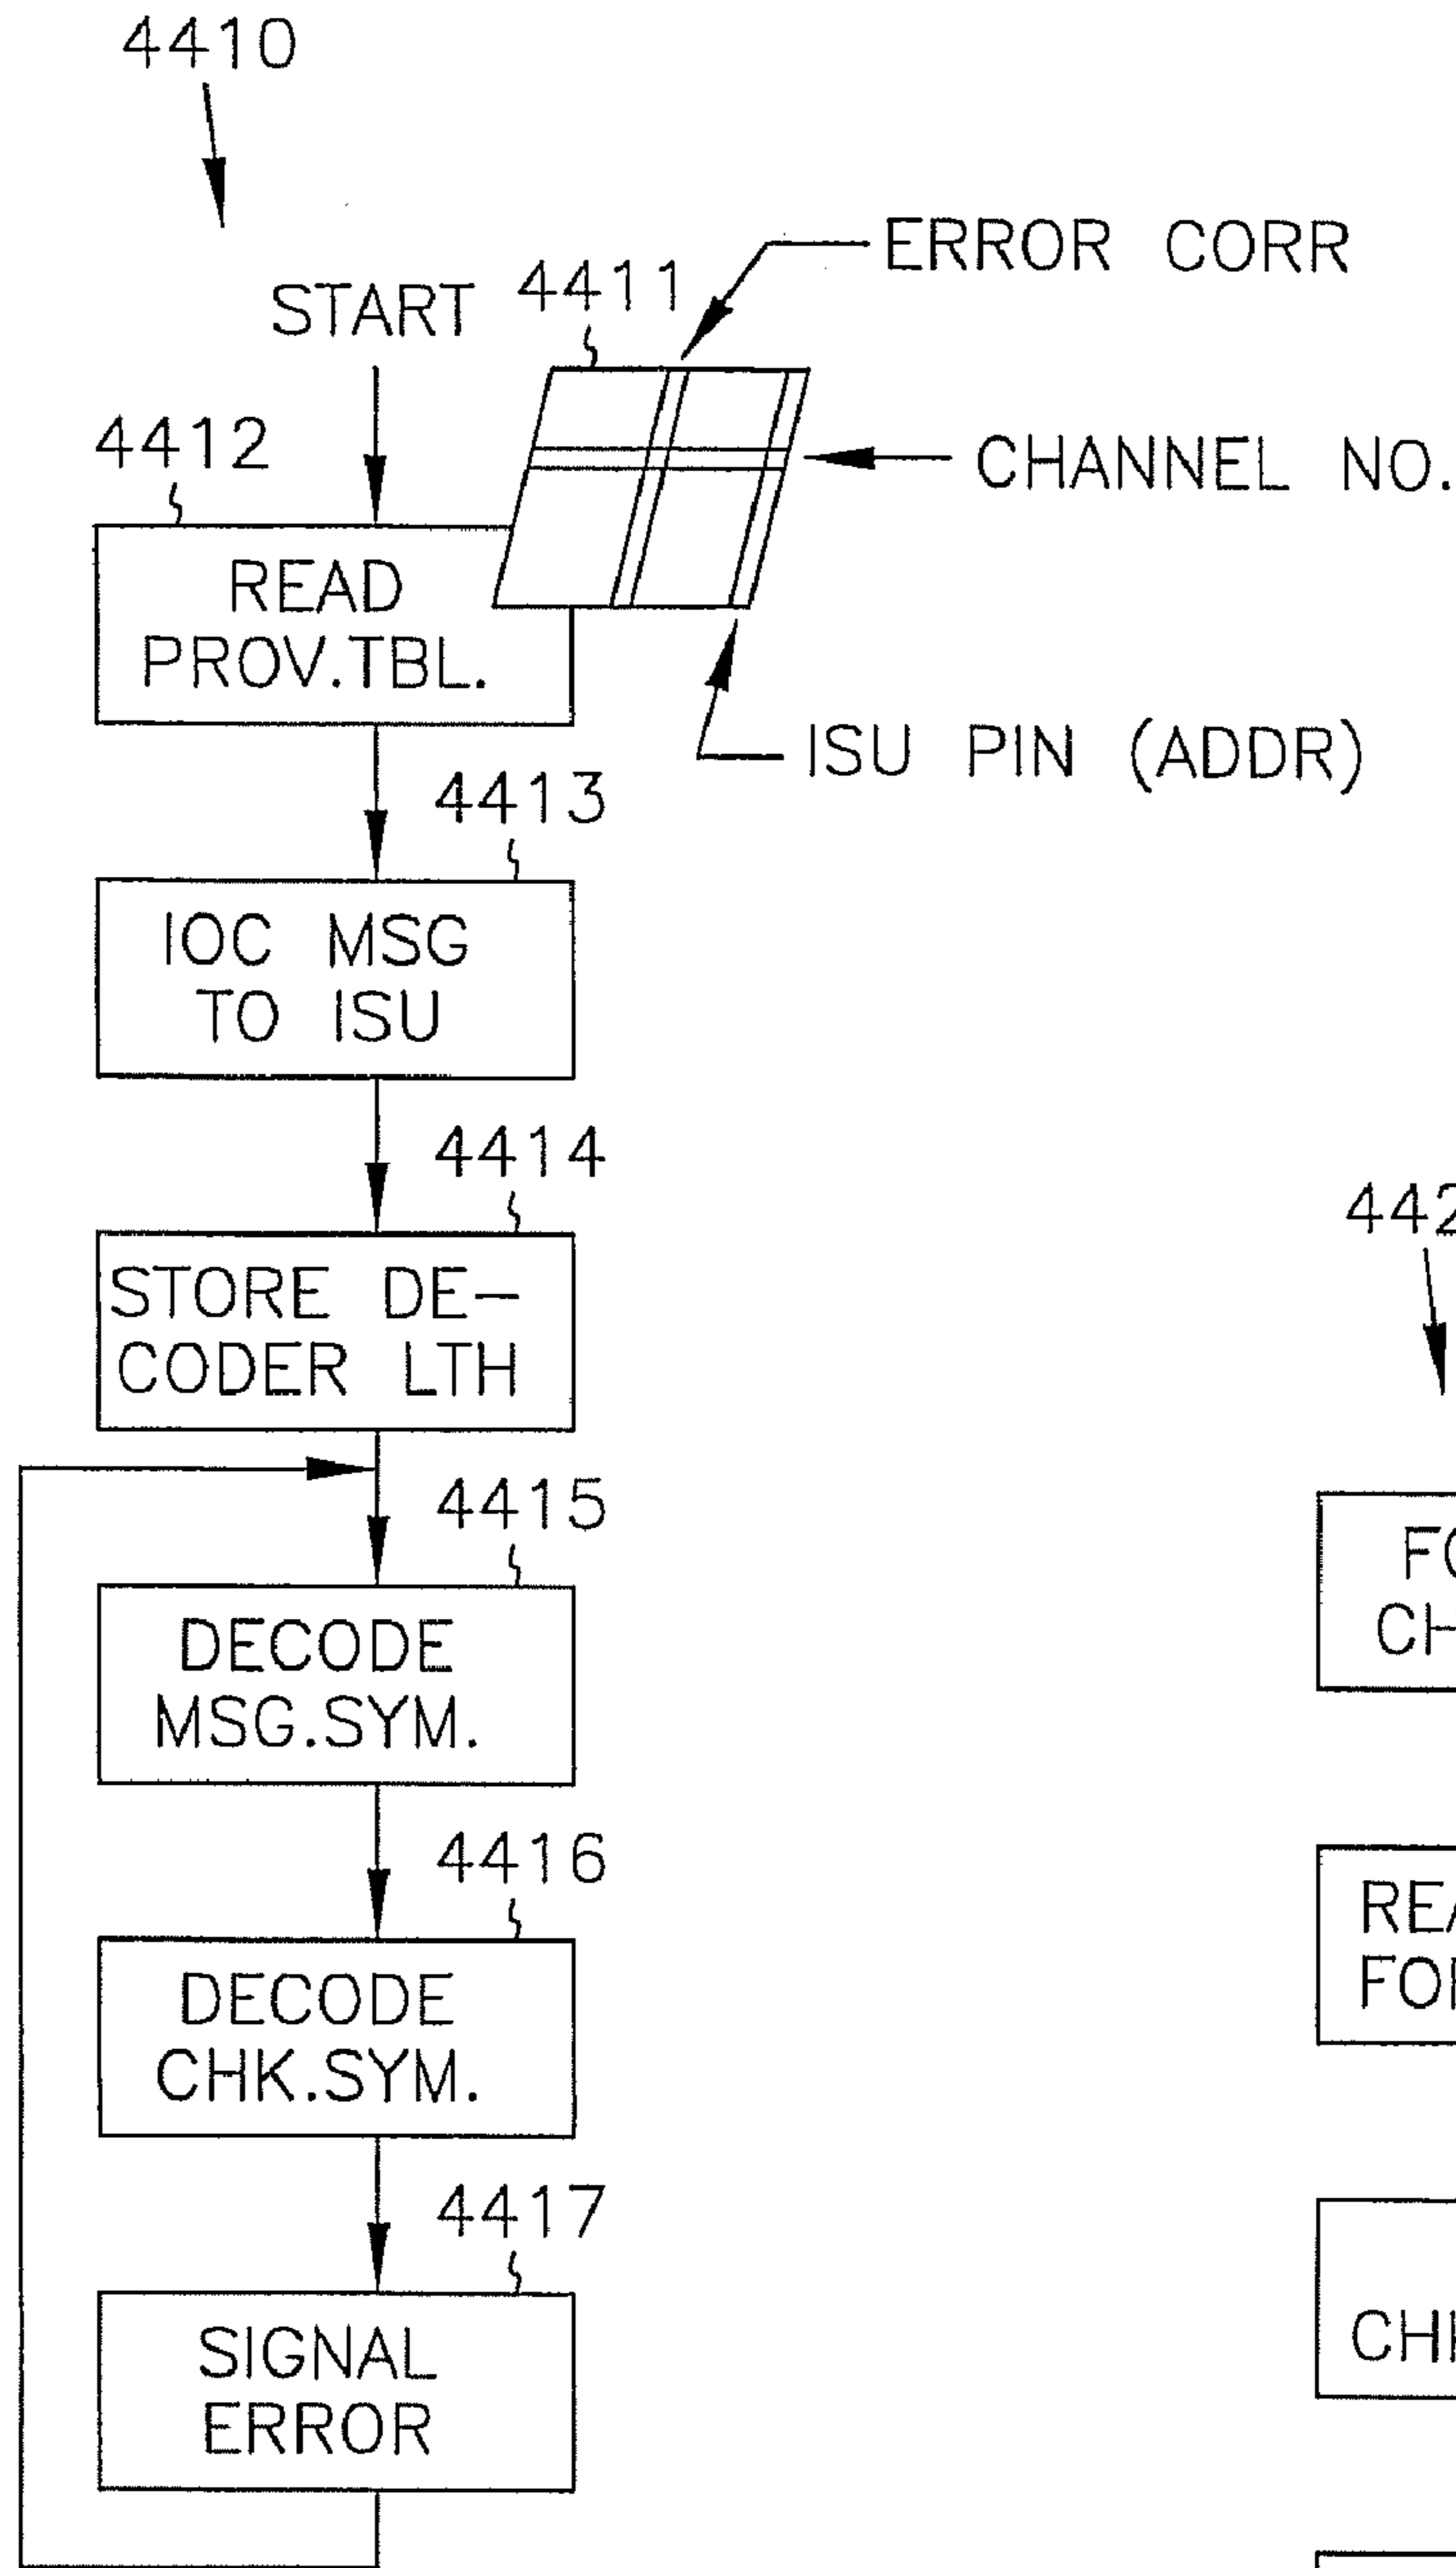 4410
ERROR CORR
START
4411
CHANNEL NO.
4412
READ
PROV.TBL.
ISU PIN (ADDR)
4413
IOC MSG
TO ISU
4414
STORE DE-
CODER LTH
4415
DECODE
MSG.SYM.
4416
DECODE
CHK.SYM.
4417
SIGNAL
ERROR